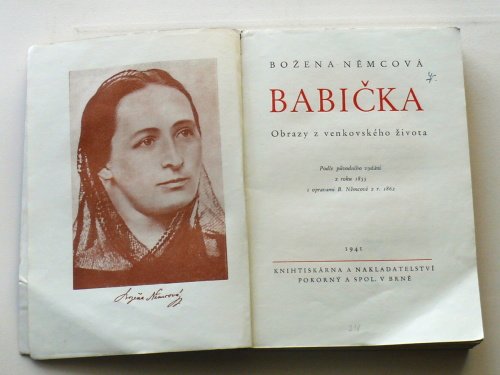 Božena Němcová
BOŽENA NĚMCOVÁ
BABIČKA
Obrazy z venkovského života
Podle původního vydání
z roku 1855
s opravami B. Němcové z r. 1862
1941
KNIHTISKÁRNA A NAKLADATELSTVÍ
POKORNÝ A SPOL. V BRNĚ